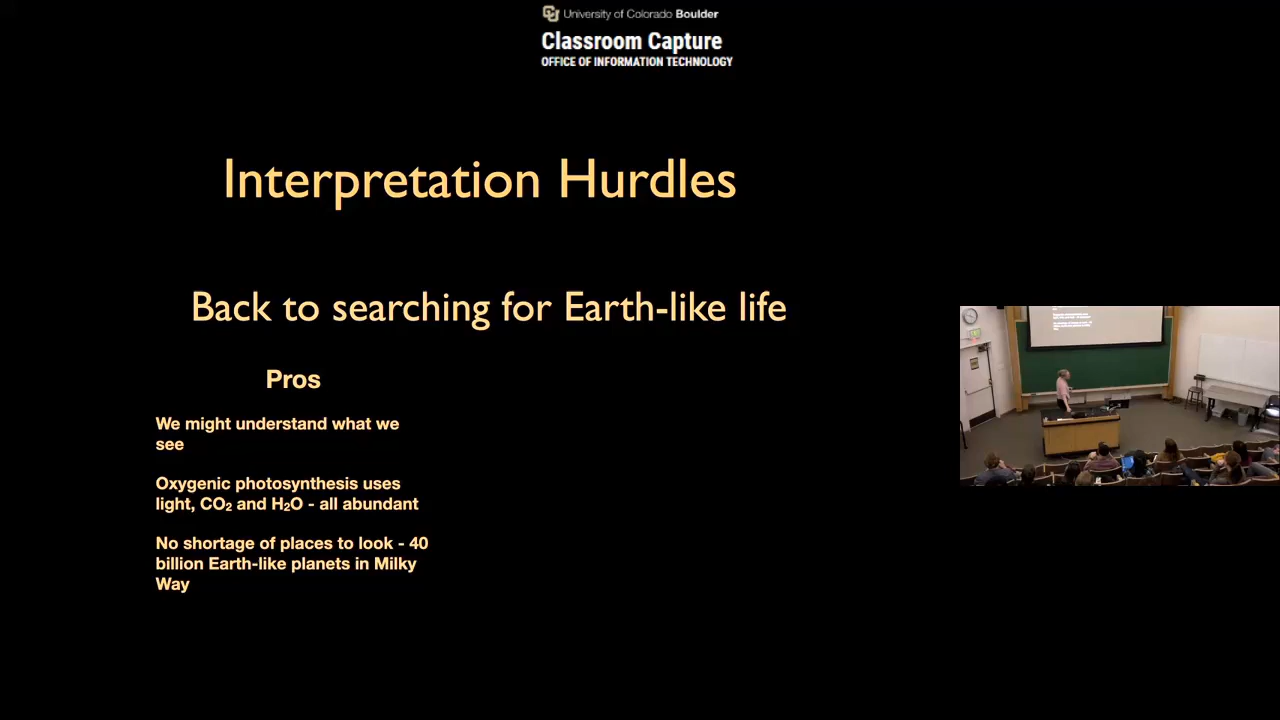 University of Colorado Boulder
Classroom Capture
OFFICE OF INFORMATION TECHNOLOGY
Interpretation Hurdles
Back to searching for Earth-like life
Pros
We might understand what we
see
Oxygenic photosynthesis uses
light, CO₂ and H₂O - all abundant
No shortage of places to look - 40
billion Earth-like planets in Milky
Way